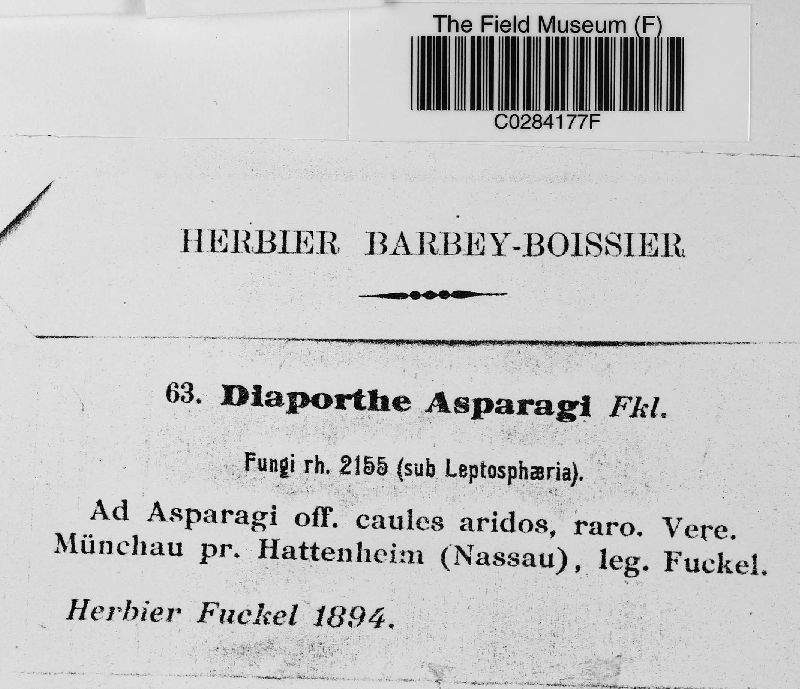 The Field Museum (F)
C0284177F
HERBIER BARBEY-BOISSIER
63. Diaporthe Asparagi Fkl.
Fungi rh. 2155 (sub Leptosphæria).
Ad Asparagi off. caules aridos, raro. Vere.
Münchau pr. Hattenheim (Nassau), leg. Fuckel.
Herbier Fuckel 1894.